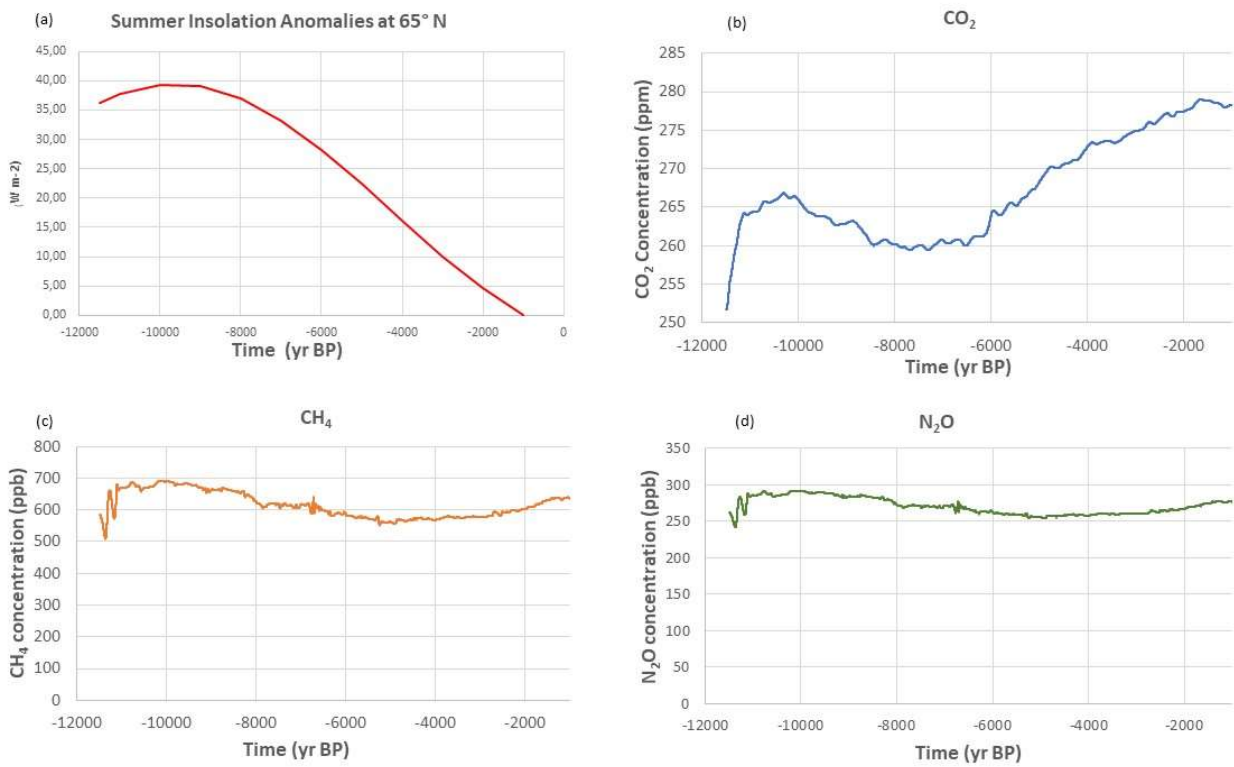 (a) Summer Insolation Anomalies at 65° N
45,00
40,00
35,00
30,00
25,00
20,00
15,00
10,00
5,00
0,00
(W m-2)
-12000 -10000 -8000 -6000 -4000 -2000 0
Time (yr BP)
(b) CO₂
285
280
275
270
265
260
255
250
CO₂ Concentration (ppm)
-12000 -10000 -8000 -6000 -4000 -2000
Time (yr BP)
(c) CH₄
800
700
600
500
400
300
200
100
0
CH₄ concentration (ppb)
-12000 -10000 -8000 -6000 -4000 -2000
Time (yr BP)
(d) N₂O
350
300
250
200
150
100
50
0
N₂O concentration (ppb)
-12000 -10000 -8000 -6000 -4000 -2000
Time (yr BP)